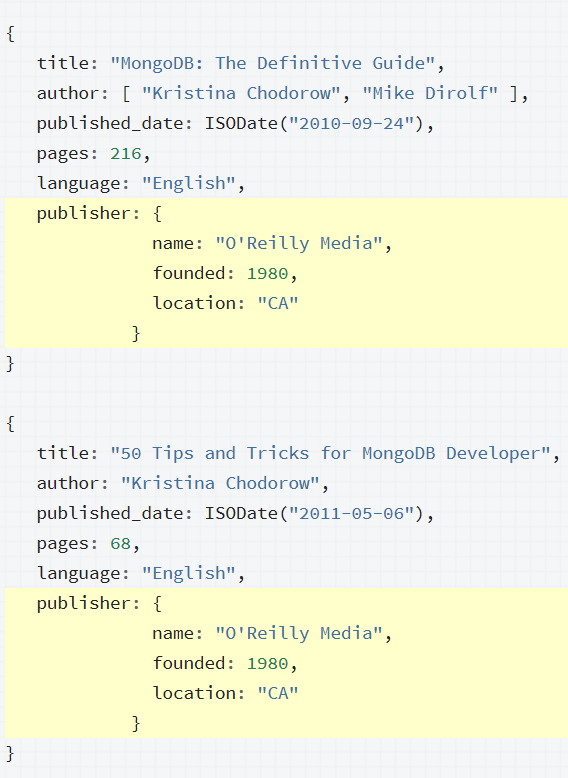 {
   title: "MongoDB: The Definitive Guide",
   author: [ "Kristina Chodorow", "Mike Dirolf" ],
   published_date: ISODate("2010-09-24"),
   pages: 216,
   language: "English",
   publisher: {
              name: "O'Reilly Media",
              founded: 1980,
              location: "CA"
            }
}

{
   title: "50 Tips and Tricks for MongoDB Developer",
   author: "Kristina Chodorow",
   published_date: ISODate("2011-05-06"),
   pages: 68,
   language: "English",
   publisher: {
              name: "O'Reilly Media",
              founded: 1980,
              location: "CA"
            }
}